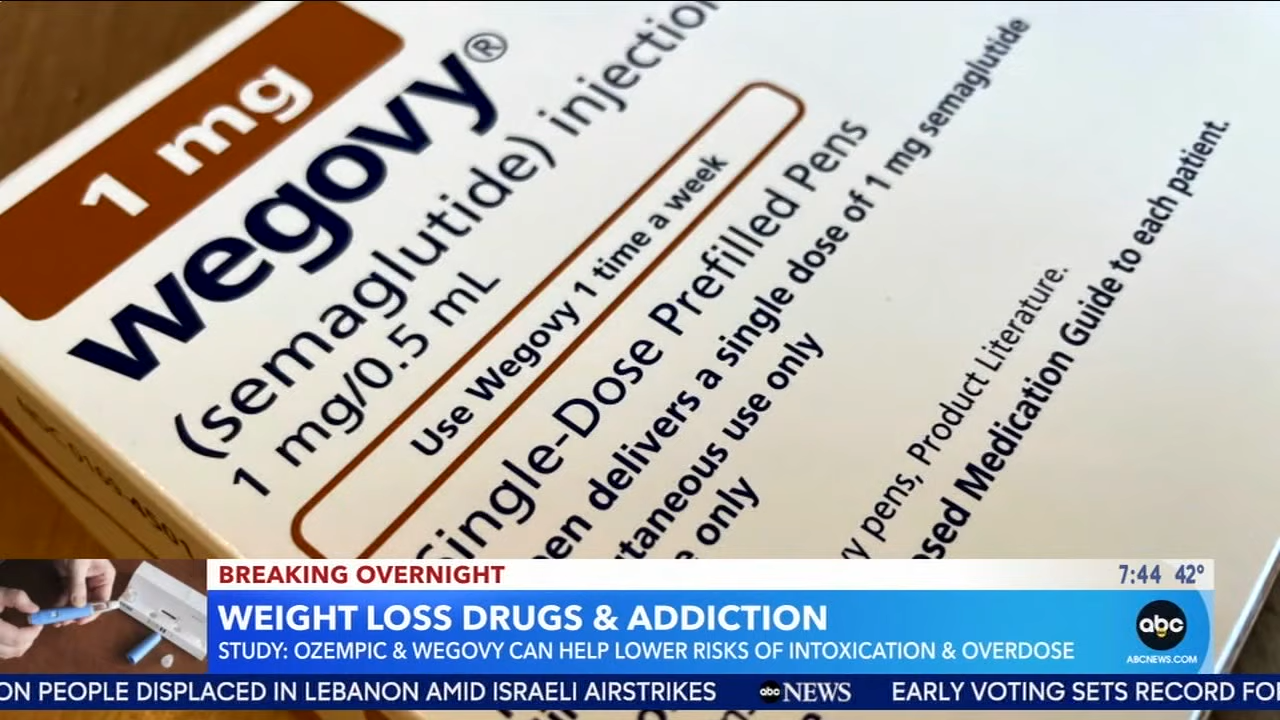 1 mg
wegovy®
(semaglutide) injection
1 mg/0.5 mL
Use Wegovy 1 time a week
Single-Dose Prefilled Pens
en delivers a single dose of 1 mg semaglutide
taneous use only
only
pens, Product Literature.
Medication Guide to each patient.
BREAKING OVERNIGHT
7:44 42°
WEIGHT LOSS DRUGS & ADDICTION
STUDY: OZEMPIC & WEGOVY CAN HELP LOWER RISKS OF INTOXICATION & OVERDOSE
abc
ABCNEWS.COM
ON PEOPLE DISPLACED IN LEBANON AMID ISRAELI AIRSTRIKES abc NEWS EARLY VOTING SETS RECORD FO